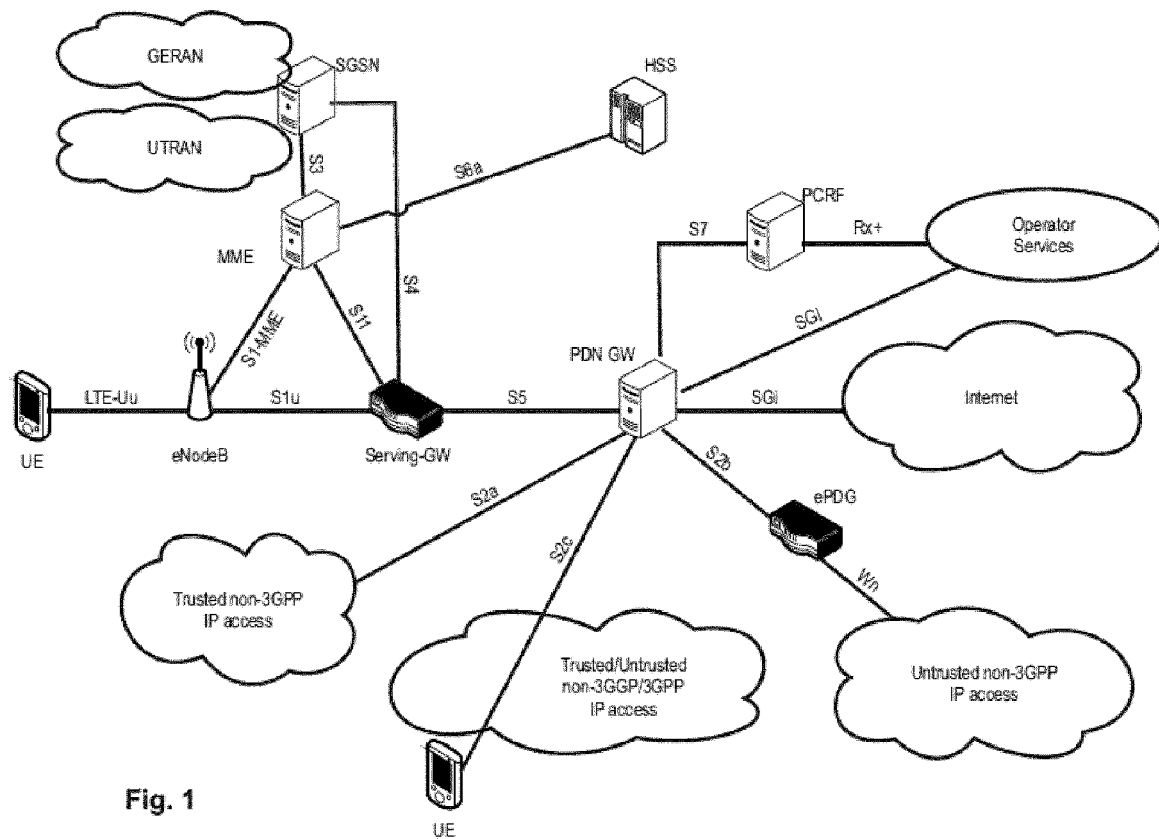 GERAN
SGSN
HSS
UTRAN
S3
S6a
PCRF
MME
S7
Rx+
Operator
Services
S4
S11
S1-MME
SGi
PDN GW
LTE-Uu
S1u
S5
SGi
Internet
UE
eNodeB
Serving-GW
S2b
S2a
ePDG
S2c
Wn
Trusted non-3GPP
IP access
Trusted/Untrusted
non-3GGP/3GPP
IP access
Untrusted non-3GPP
IP access
Fig. 1
UE